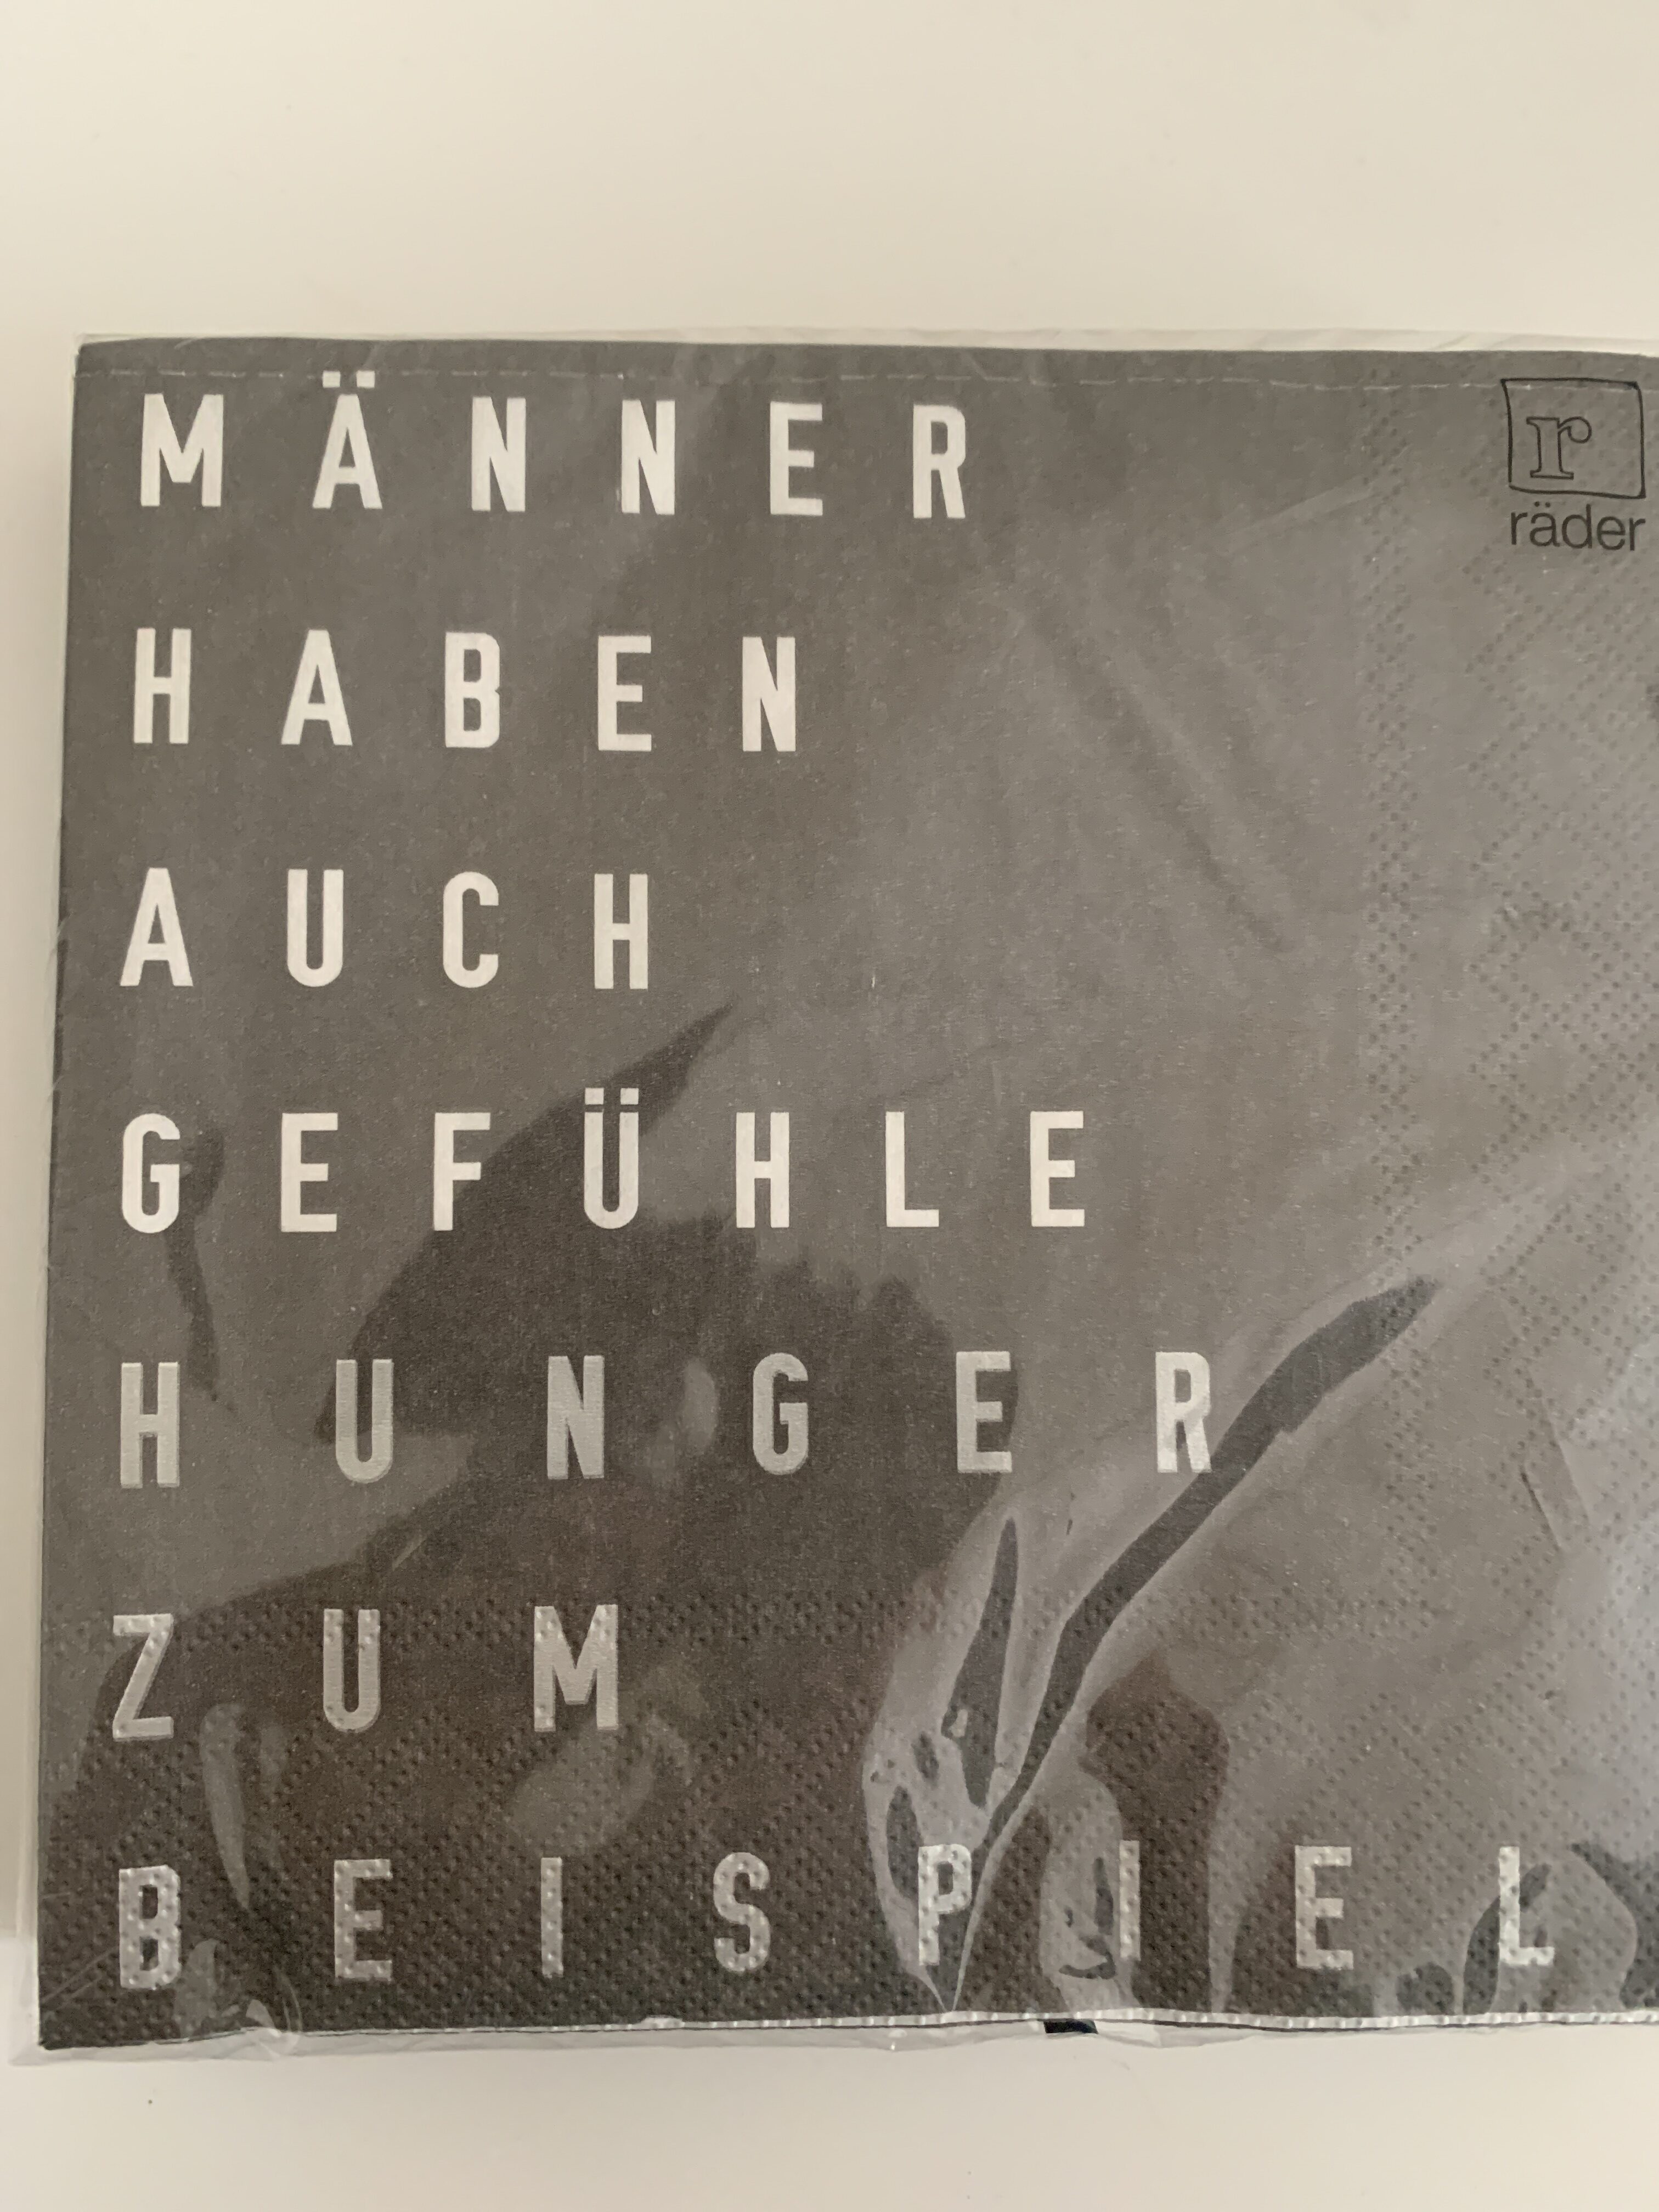 MÄNNER
r
räder
HABEN
AUCH
GEFÜHLE
HUNGER
ZUM
BEISPIEL